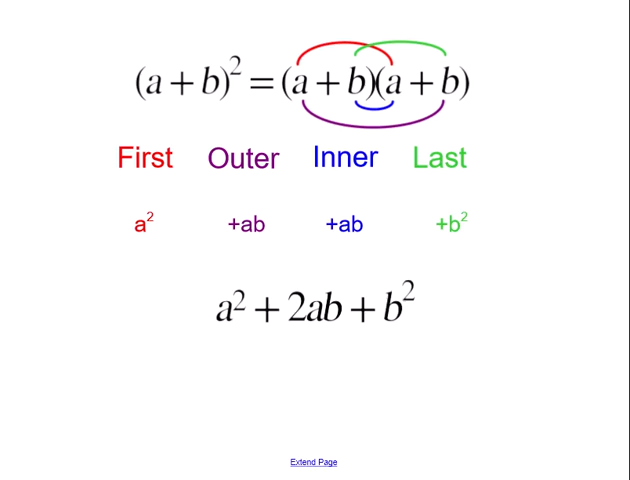 (a + b)² = (a + b)(a + b)
First Outer Inner Last
a² +ab +ab +b²
a² + 2ab + b²
Extend Page